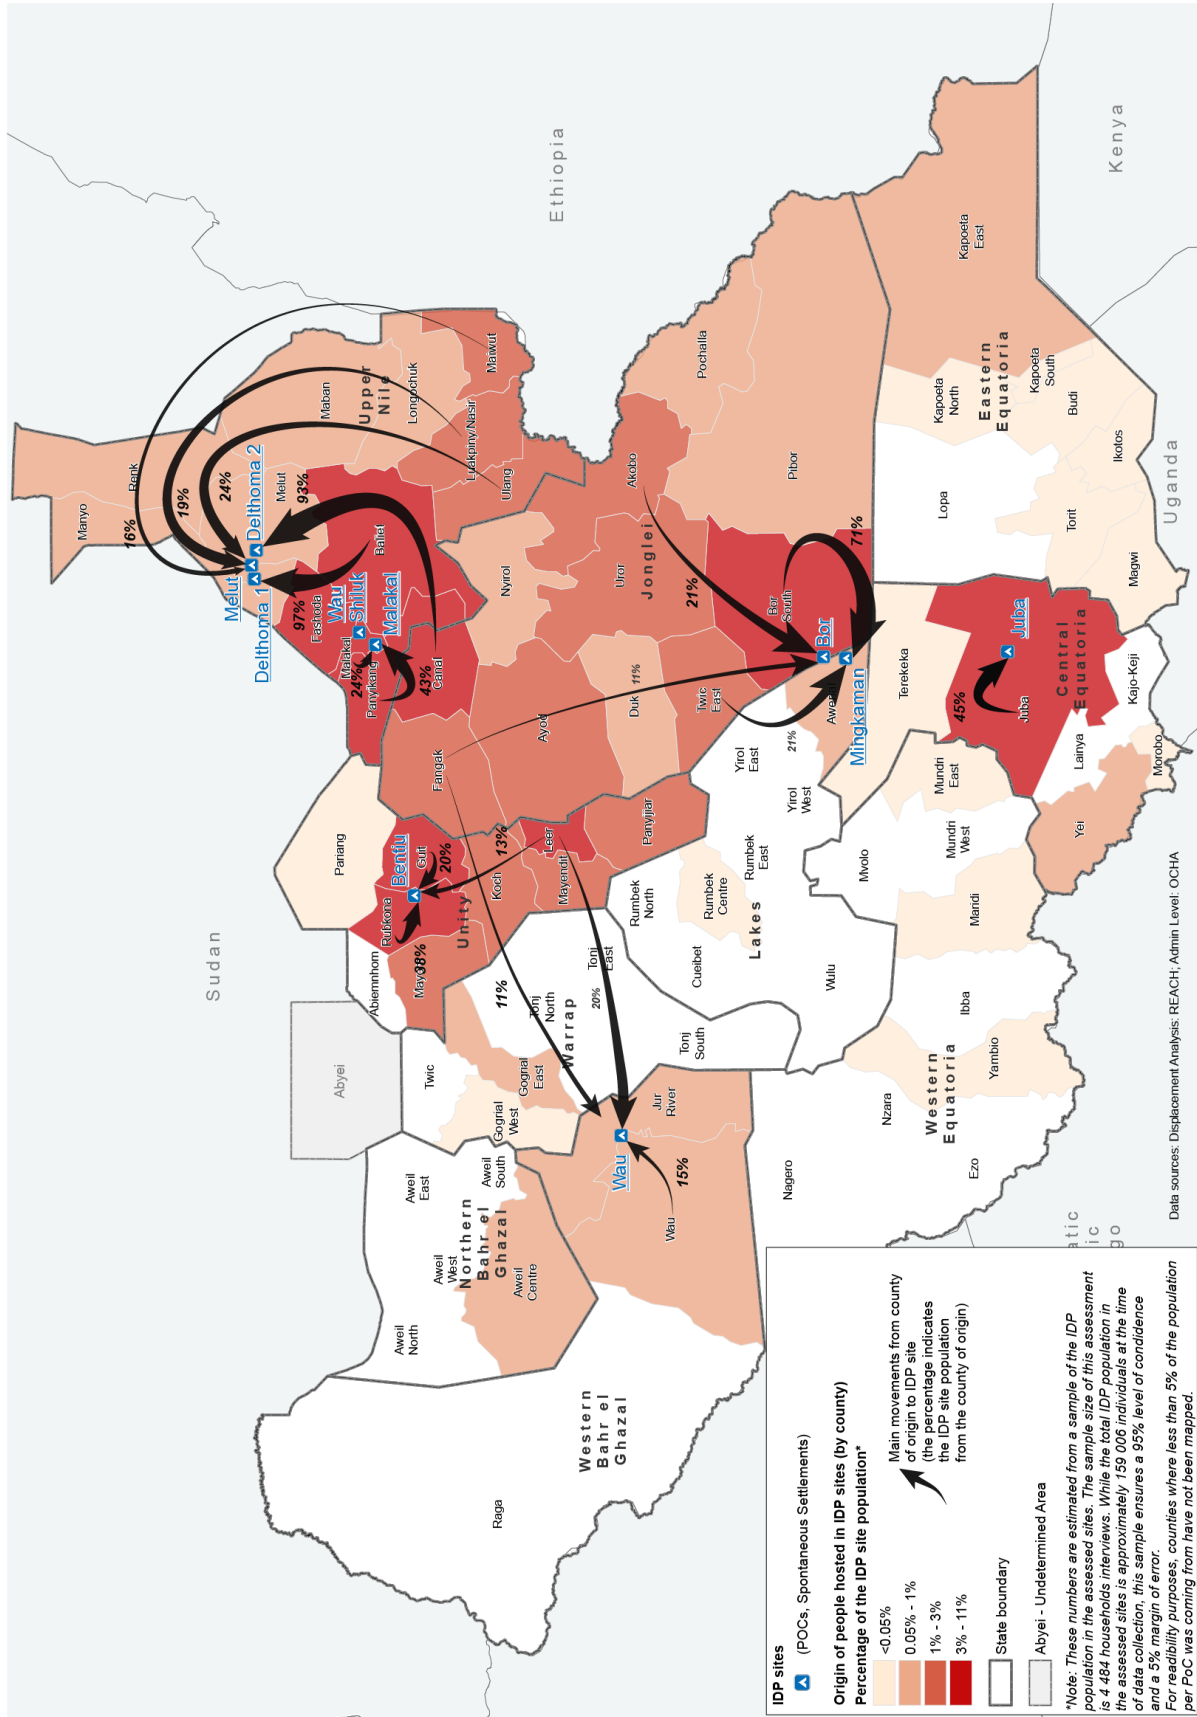 Sudan
Ethiopia
Kenya
Uganda
atic
ic
go
Abyei
Manyo
Renk
Maban
Upper
Nile
Longochuk
Melut
Maiwut
Luakpiny/Nasir
Ulang
Baliet
Fashoda
Malakal
Panyikang
Canal
Melut
Delthoma 1
Delthoma 2
Wau
Shiluk
Malakal
16%
19%
24%
93%
97%
24%
43%
Pariang
Bentiu
Guit
20%
Rubkona
38%
Unity
Koch
13%
Leer
Mayendit
Panyijiar
Abiemnhom
Fangak
Ayod
Nyirol
Uror
Jonglei
Duk
11%
Twic
East
Akobo
Pochalla
Pibor
Bor
South
21%
71%
Bor
Mingkaman
21%
Yirol
East
Yirol
West
Rumbek
East
Rumbek
Centre
Rumbek
North
Lakes
Cueibet
Wulu
Twic
Gogrial
East
Gogrial
West
Tonj
North
Tonj
East
Tonj
South
Warrap
11%
20%
Aweil
North
Aweil
East
Aweil
South
Aweil
West
Aweil
Centre
Northern
Bahr el
Ghazal
Wau
Wau
15%
Jur
River
Raga
Western
Bahr el
Ghazal
Nagero
Nzara
Ezo
Yambio
Western
Equatoria
Ibba
Maridi
Mvolo
Mundri
West
Mundri
East
Terekeka
Juba
Juba
45%
Central
Equatoria
Lainya
Kajo-Keji
Morobo
Yei
Lopa
Torit
Magwi
Ikotos
Budi
Kapoeta
North
Kapoeta
South
Kapoeta
East
Eastern
Equatoria
IDP sites
(POCs, Spontaneous Settlements)
Origin of people hosted in IDP sites (by county)
Percentage of the IDP site population*
<0.05%
0.05% - 1%
1% - 3%
3% - 11%
Main movements from county
of origin to IDP site
(the percentage indicates
the IDP site population
from the county of origin)
State boundary
Abyei - Undetermined Area
*Note: These numbers are estimated from a sample of the IDP
population in the assessed sites. The sample size of this assessment
is 4 484 households interviews. While the total IDP population in
the assessed sites is approximately 159 006 individuals at the time
of data collection, this sample ensures a 95% level of condidence
and a 5% margin of error.
For readibility purposes, counties where less than 5% of the population
per PoC was coming from have not been mapped.
Data sources: Displacement Analysis: REACH; Admin Level: OCHA